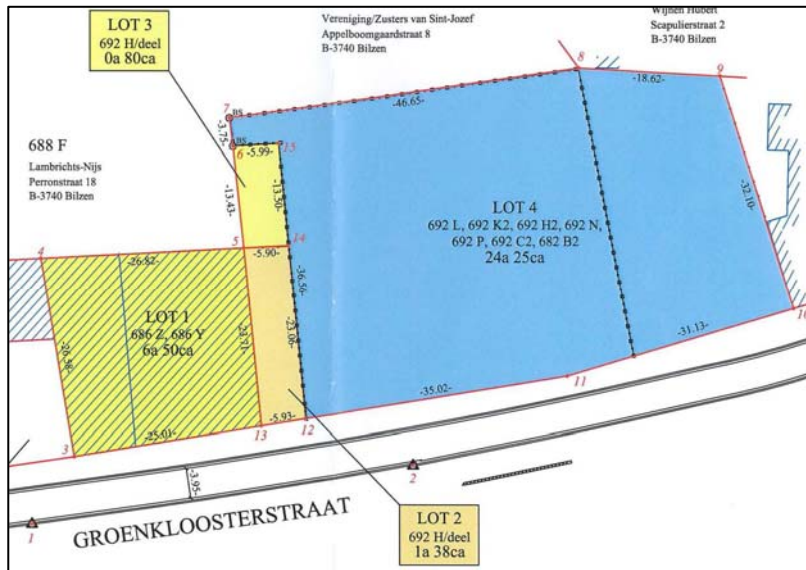 LOT 3
692 H/deel
0a 80ca
Vereniging/Zusters van Sint-Jozef
Appelboomgaardstraat 8
B-3740 Bilzen
Wijnen Hubert
Scapulierstraat 2
B-3740 Bilzen
8
-18.62-
9
-46.65-
7
BS
-3.75-
BS
6
-5.99-
15
688 F
Lambrichts-Nijs
Perronstraat 18
B-3740 Bilzen
-13.43-
-13.50-
-32.10-
LOT 4
692 L, 692 K2, 692 H2, 692 N,
692 P, 692 C2, 682 B2
24a 25ca
4
-26.82-
5
-5.90-
14
-36.56-
LOT 1
686 Z, 686 Y
6a 50ca
-26.58-
-23.71-
-23.06-
10
-31.13-
11
-35.02-
3
-25.01-
13
-5.93-
12
-3.95-
2
1
GROENKLOOSTERSTRAAT
LOT 2
692 H/deel
1a 38ca